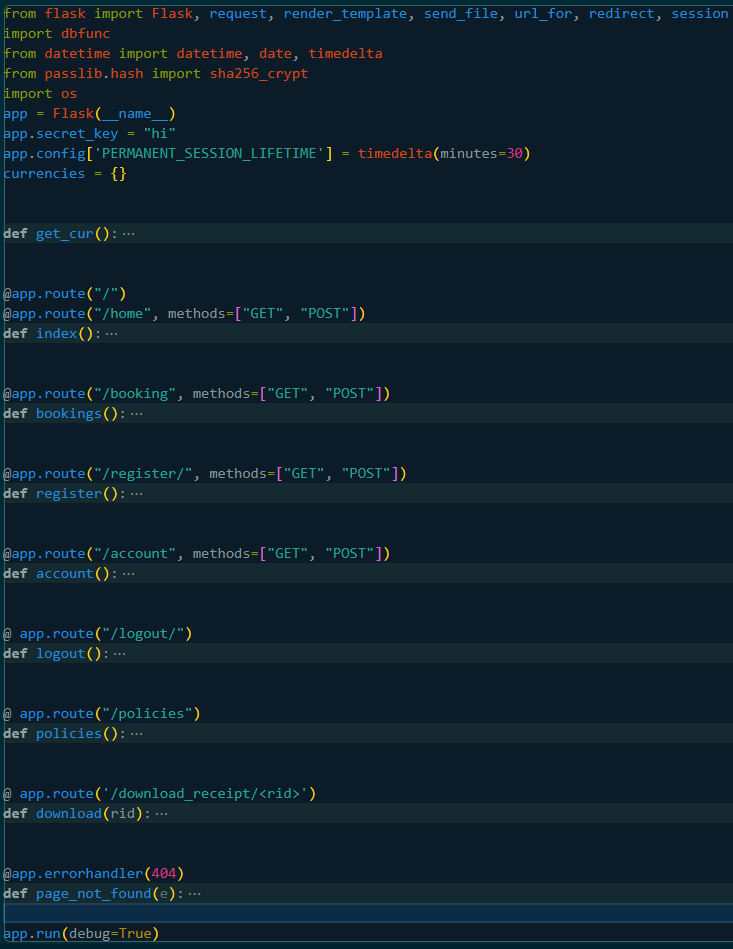 from flask import Flask, request, render_template, send_file, url_for, redirect, session
import dbfunc
from datetime import datetime, date, timedelta
from passlib.hash import sha256_crypt
import os
app = Flask(__name__)
app.secret_key = "hi"
app.config['PERMANENT_SESSION_LIFETIME'] = timedelta(minutes=30)
currencies = {}
def get_cur(): ···
@app.route("/")
@app.route("/home", methods=["GET", "POST"])
def index(): ···
@app.route("/booking", methods=["GET", "POST"])
def bookings(): ···
@app.route("/register/", methods=["GET", "POST"])
def register(): ···
@app.route("/account", methods=["GET", "POST"])
def account(): ···
@ app.route("/logout/")
def logout(): ···
@ app.route("/policies")
def policies(): ···
@ app.route('/download_receipt/<rid>')
def download(rid): ···
@app.errorhandler(404)
def page_not_found(e): ···
app.run(debug=True)